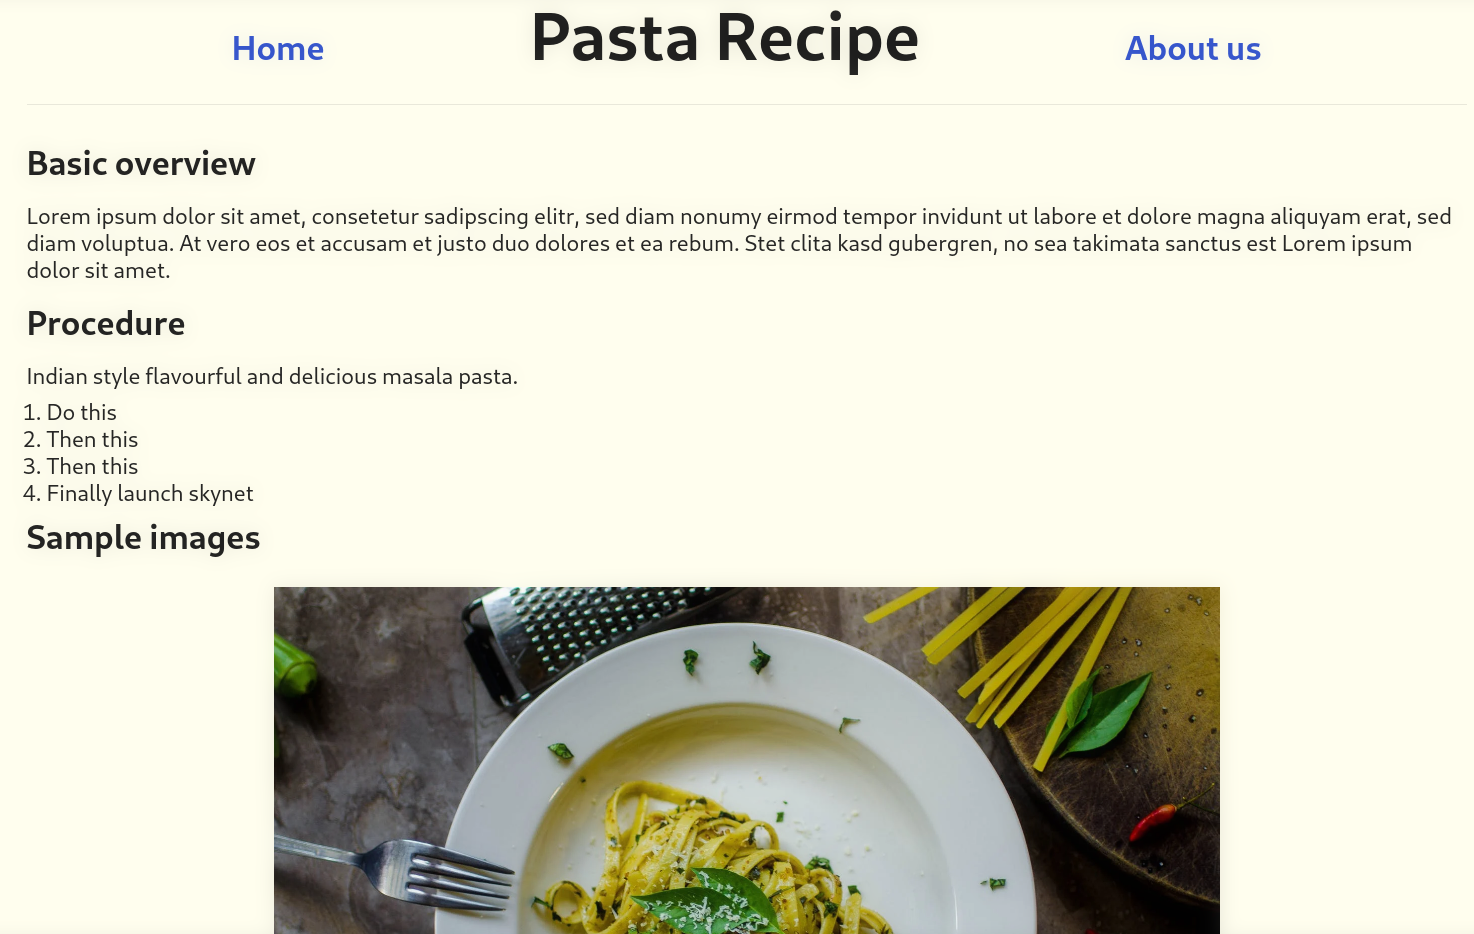 Home Pasta Recipe About us
Basic overview
Lorem ipsum dolor sit amet, consetetur sadipscing elitr, sed diam nonumy eirmod tempor invidunt ut labore et dolore magna aliquyam erat, sed
diam voluptua. At vero eos et accusam et justo duo dolores et ea rebum. Stet clita kasd gubergren, no sea takimata sanctus est Lorem ipsum
dolor sit amet.
Procedure
Indian style flavourful and delicious masala pasta.
1. Do this
2. Then this
3. Then this
4. Finally launch skynet
Sample images